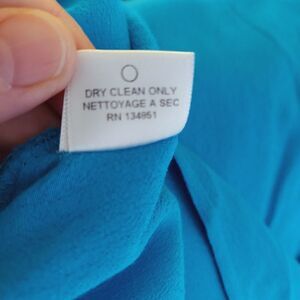 DRY CLEAN ONLY
NETTOYAGE A SEC
RN 134951